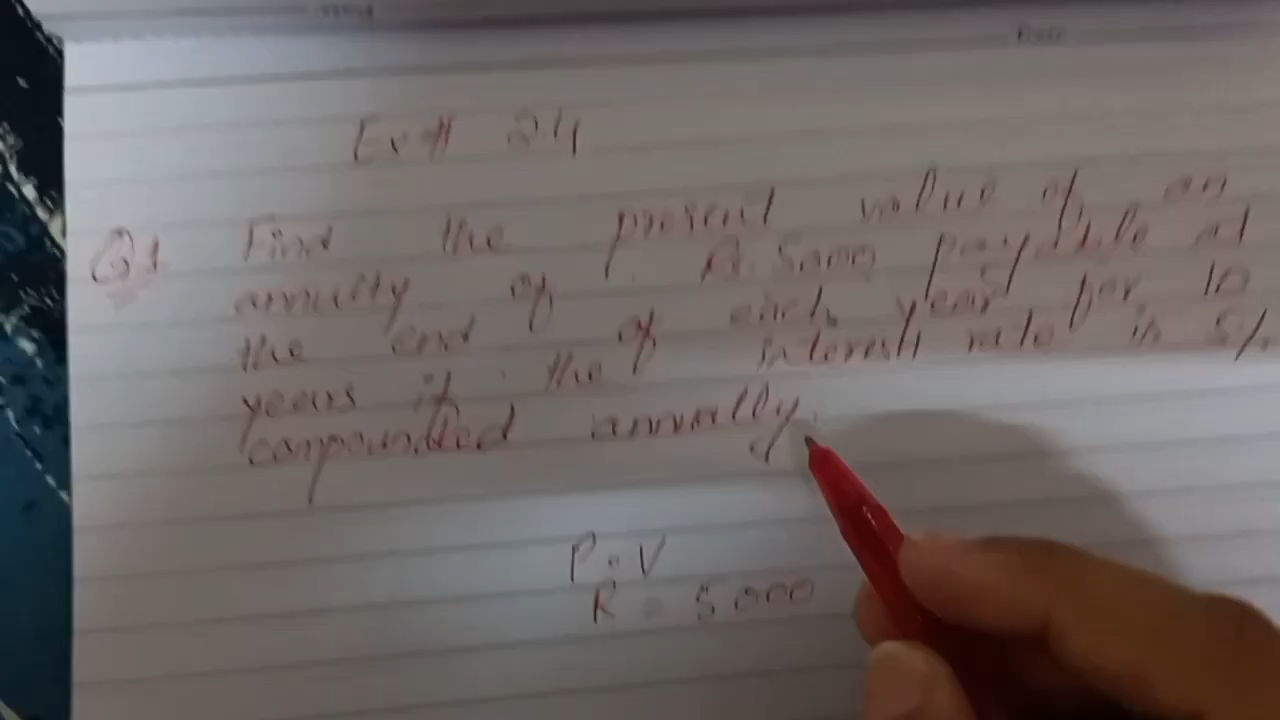 Ex# 24
Q1 Find the present value of an
annuity of R. 5000 payable at
the end of each year for 10
years if the interest rate is 5%
compounded annually.
P.V
R = 5000